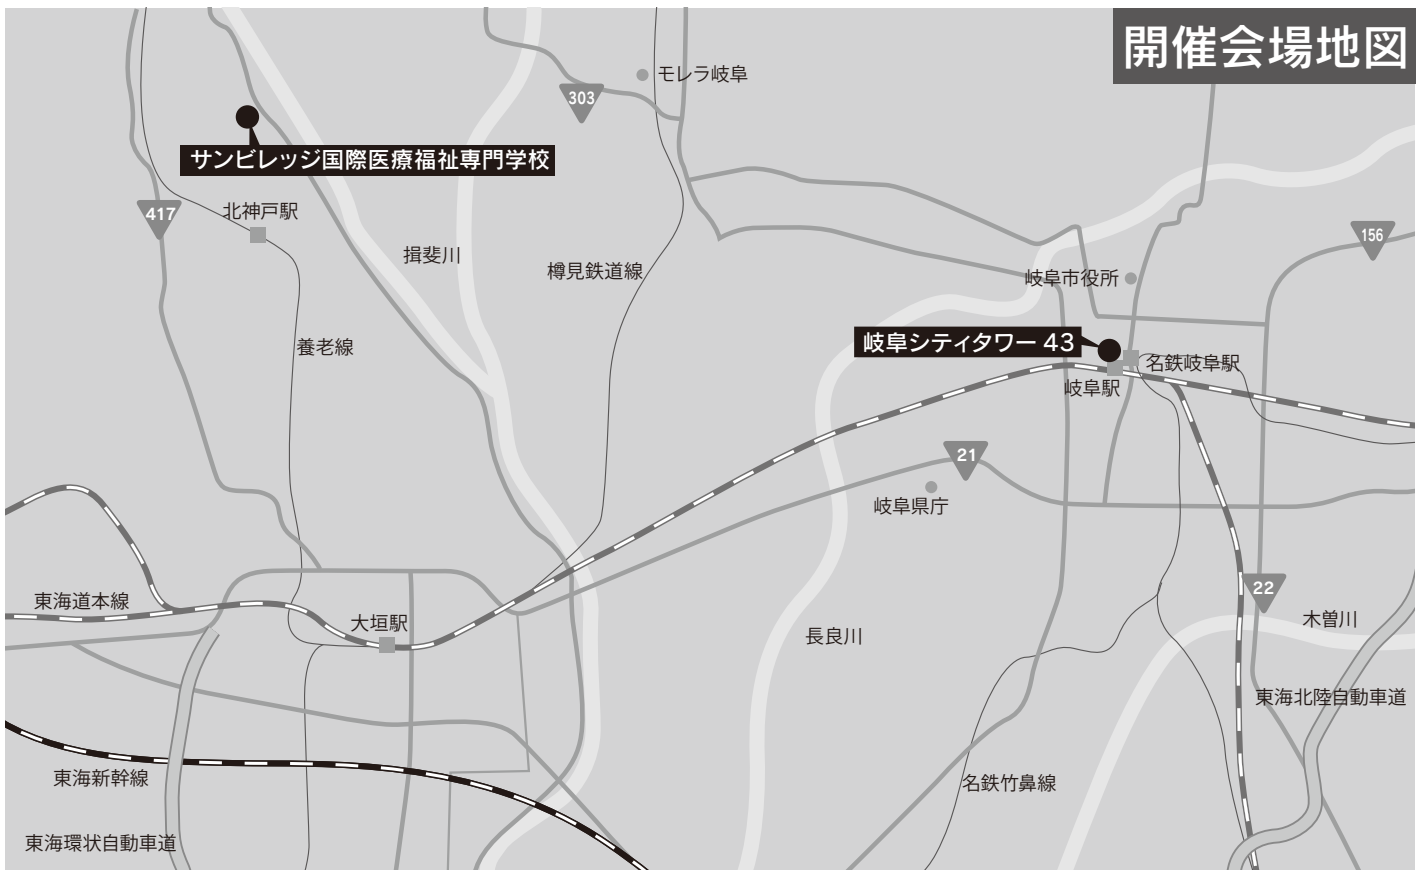 開催会場地図
モレラ岐阜
303
サンビレッジ国際医療福祉専門学校
417
北神戸駅
156
揖斐川
樽見鉄道線
岐阜市役所
養老線
岐阜シティタワー 43
名鉄岐阜駅
岐阜駅
21
岐阜県庁
22
東海道本線
大垣駅
木曽川
長良川
東海北陸自動車道
東海新幹線
名鉄竹鼻線
東海環状自動車道